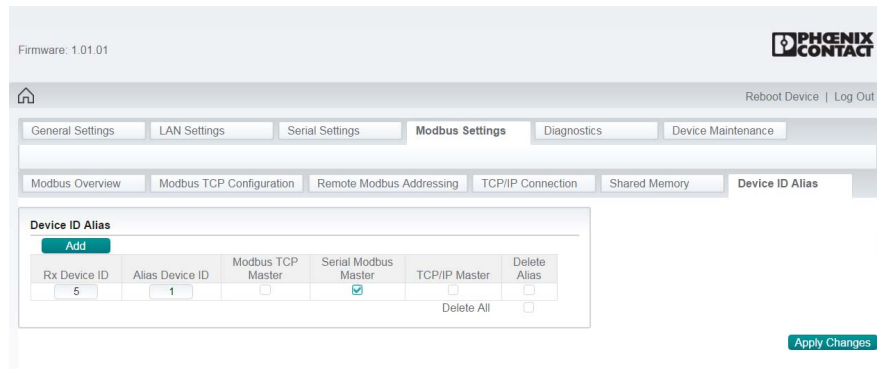 Firmware: 1.01.01
PHŒNIX
CONTACT
Reboot Device | Log Out
General Settings LAN Settings Serial Settings Modbus Settings Diagnostics Device Maintenance
Modbus Overview Modbus TCP Configuration Remote Modbus Addressing TCP/IP Connection Shared Memory Device ID Alias
Device ID Alias
Add
Rx Device ID Alias Device ID Modbus TCP Master Serial Modbus Master TCP/IP Master Delete Alias
5 1
Delete All
Apply Changes